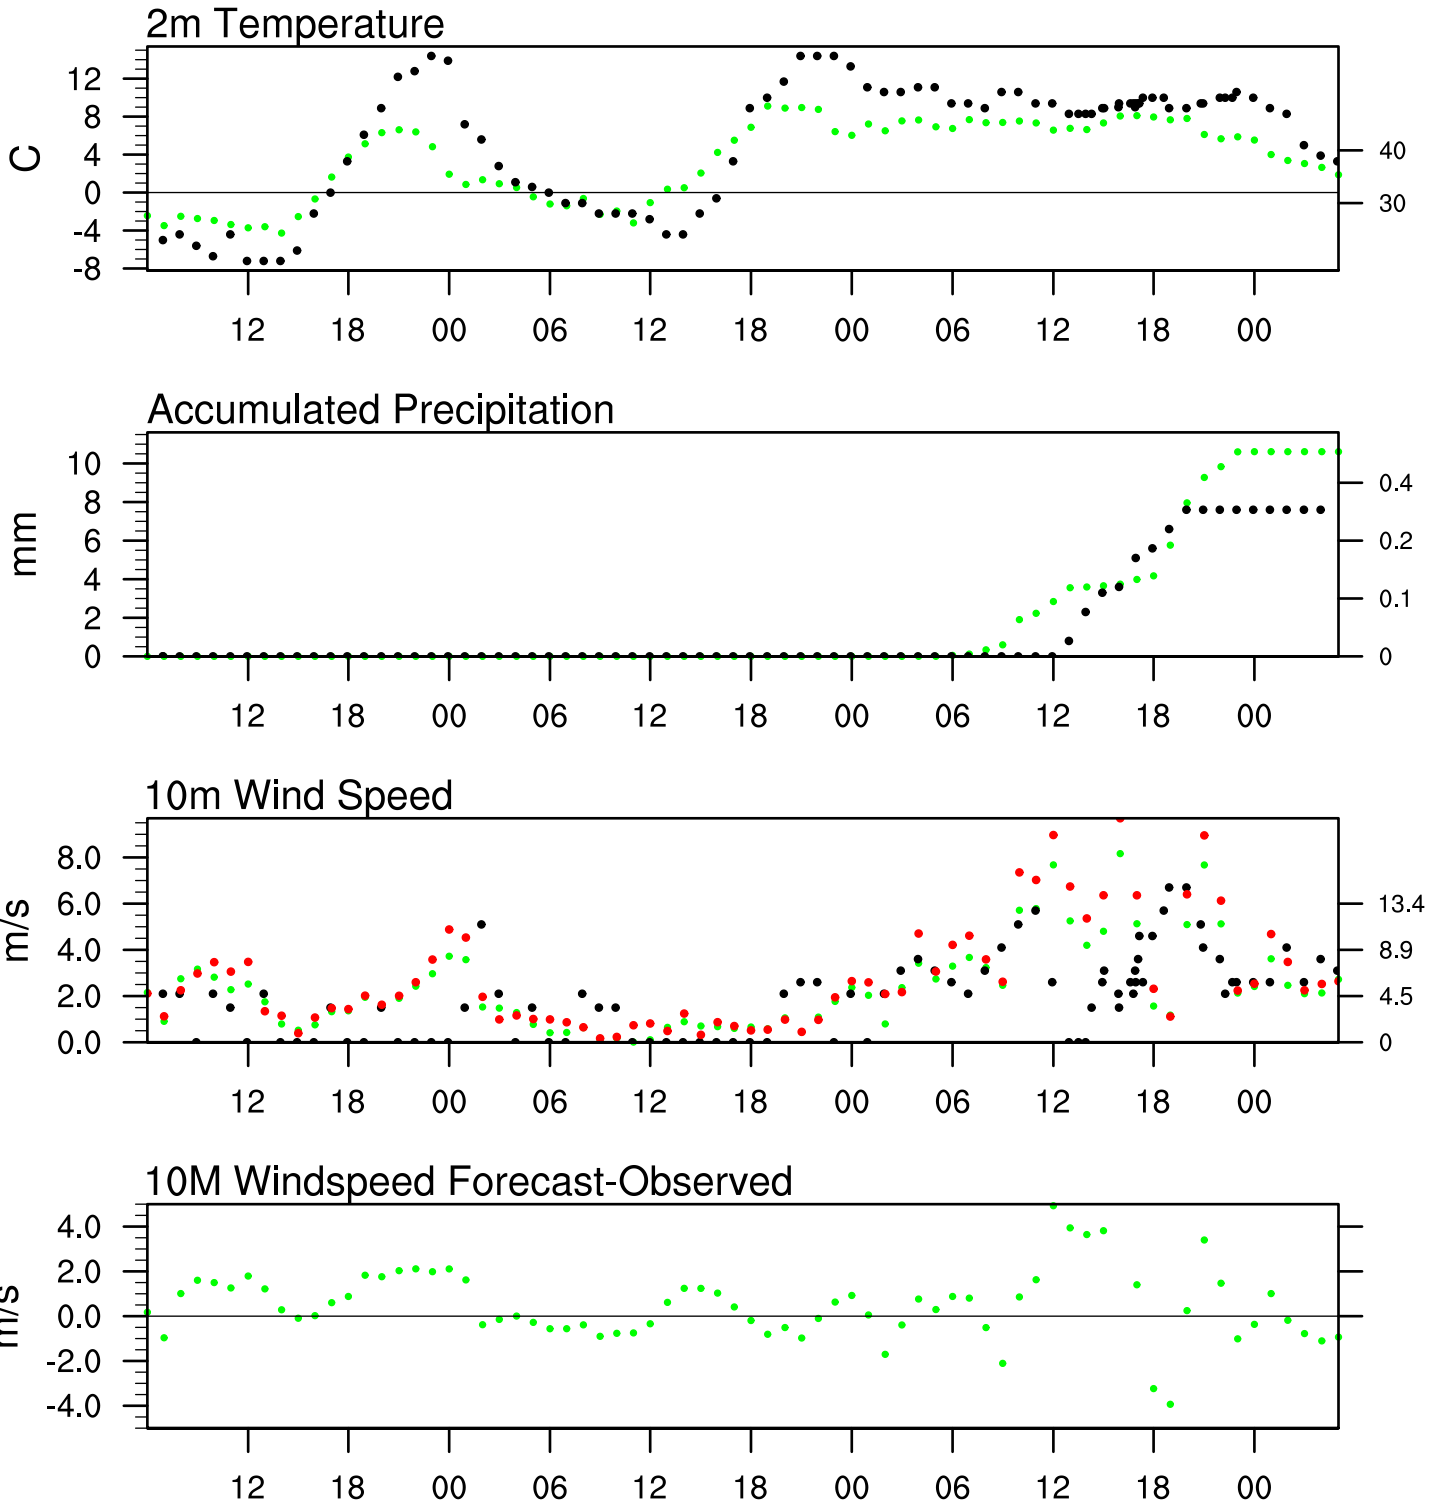 2m Temperature
12
8
4
0
-4
-8
C
40
30
12 18 00 06 12 18 00 06 12 18 00
Accumulated Precipitation
10
8
6
4
2
0
mm
0.4
0.2
0.1
0
12 18 00 06 12 18 00 06 12 18 00
10m Wind Speed
8.0
6.0
4.0
2.0
0.0
m/s
13.4
8.9
4.5
0
12 18 00 06 12 18 00 06 12 18 00
10M Windspeed Forecast-Observed
4.0
2.0
0.0
-2.0
-4.0
m/s
12 18 00 06 12 18 00 06 12 18 00